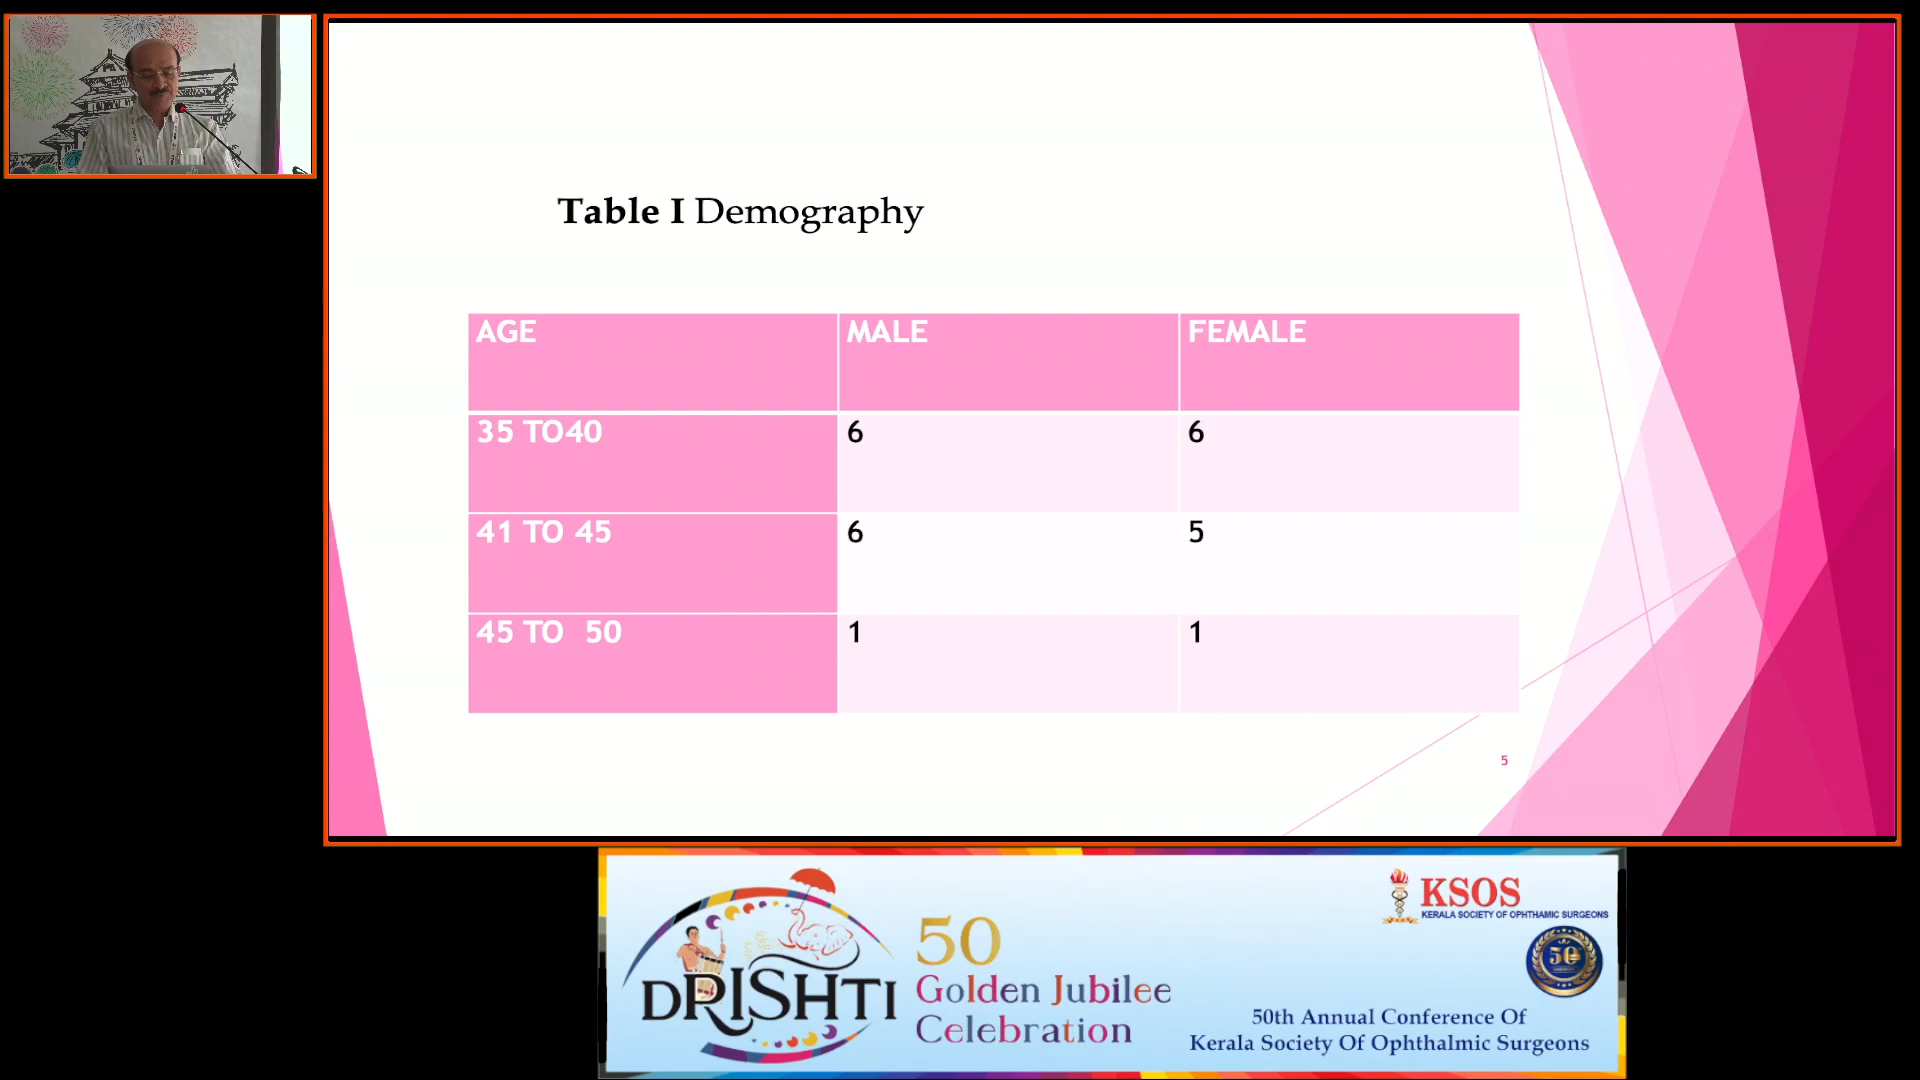 Table I Demography
AGE MALE FEMALE
35 TO40 6 6
41 TO 45 6 5
45 TO  50 1 1
5
DRISHTI
50
Golden Jubilee
Celebration
KSOS
KERALA SOCIETY OF OPHTHAMIC SURGEONS
50
50th Annual Conference Of
Kerala Society Of Ophthalmic Surgeons